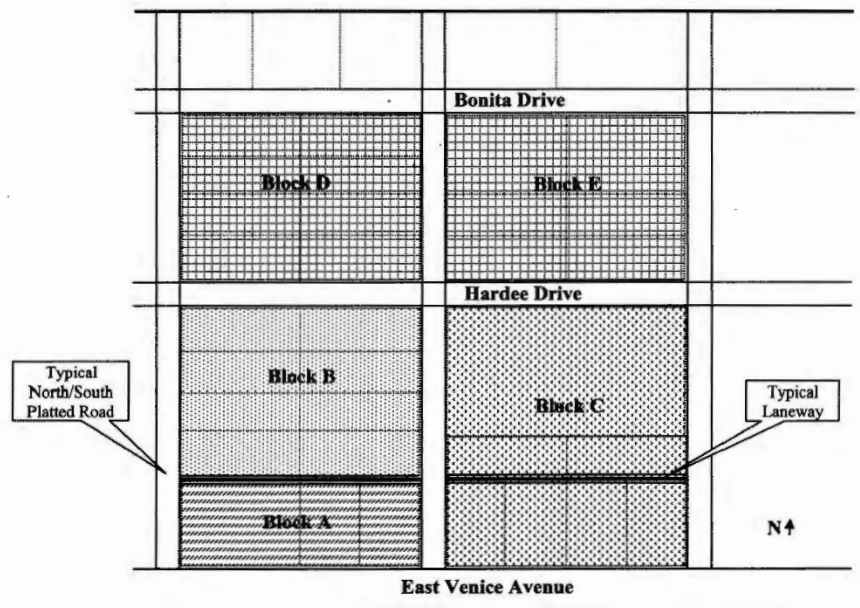 Bonita Drive
Block D
Block E
Hardee Drive
Typical
North/South
Platted Road
Block B
Block C
Typical
Laneway
Block A
N
East Venice Avenue